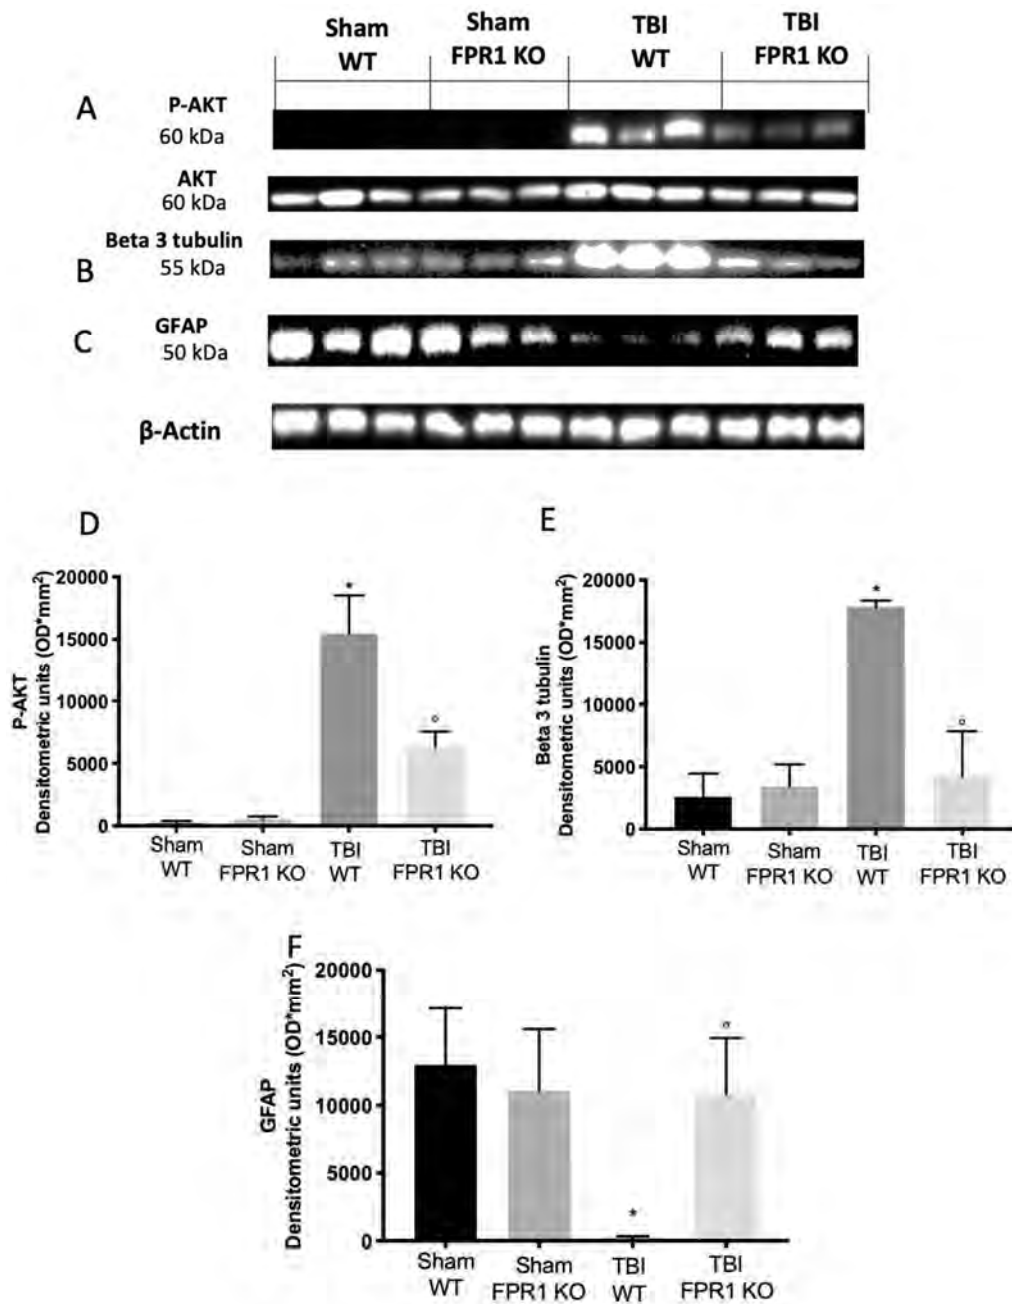 Sham WT
Sham FPR1 KO
TBI WT
TBI FPR1 KO
A
P-AKT
60 kDa
AKT
60 kDa
Beta 3 tubulin
B
55 kDa
GFAP
C
50 kDa
β-Actin
D
P-AKT
Densitometric units (OD*mm²)
20000
15000
10000
5000
0
*
°
Sham WT
Sham FPR1 KO
TBI WT
TBI FPR1 KO
E
Beta 3 tubulin
Densitometric units (OD*mm²)
20000
15000
10000
5000
0
*
°
Sham WT
Sham FPR1 KO
TBI WT
TBI FPR1 KO
F
GFAP
Densitometric units (OD*mm²)
20000
15000
10000
5000
0
*
°
Sham WT
Sham FPR1 KO
TBI WT
TBI FPR1 KO